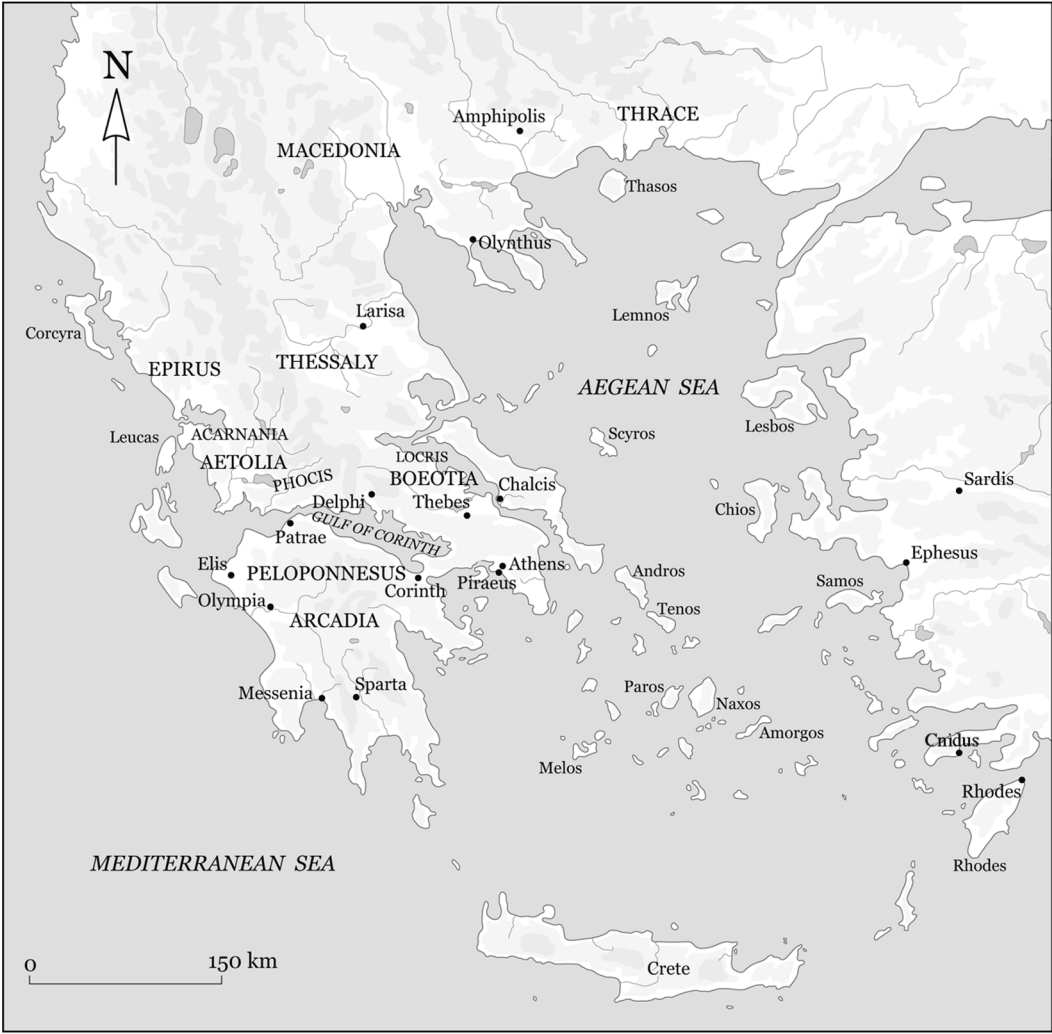 N
Amphipolis
THRACE
MACEDONIA
Thasos
Olynthus
Larisa
Lemnos
Corcyra
THESSALY
EPIRUS
AEGEAN SEA
Lesbos
Leucas
ACARNANIA
Scyros
LOCRIS
AETOLIA
PHOCIS
BOEOTIA
Chalcis
Sardis
Delphi
Thebes
Chios
GULF OF CORINTH
Patrae
Ephesus
Elis
Athens
PELOPONNESUS
Piraeus
Andros
Samos
Corinth
Olympia
Tenos
ARCADIA
Sparta
Messenia
Paros
Naxos
Amorgos
Cnidus
Melos
Rhodes
MEDITERRANEAN SEA
Rhodes
Crete
0 150 km